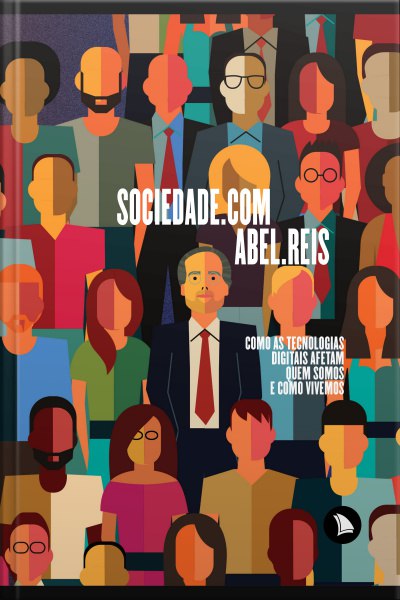 SOCIEDADE.COM
ABEL.REIS
COMO AS TECNOLOGIAS
DIGITAIS AFETAM
QUEM SOMOS
E COMO VIVEMOS